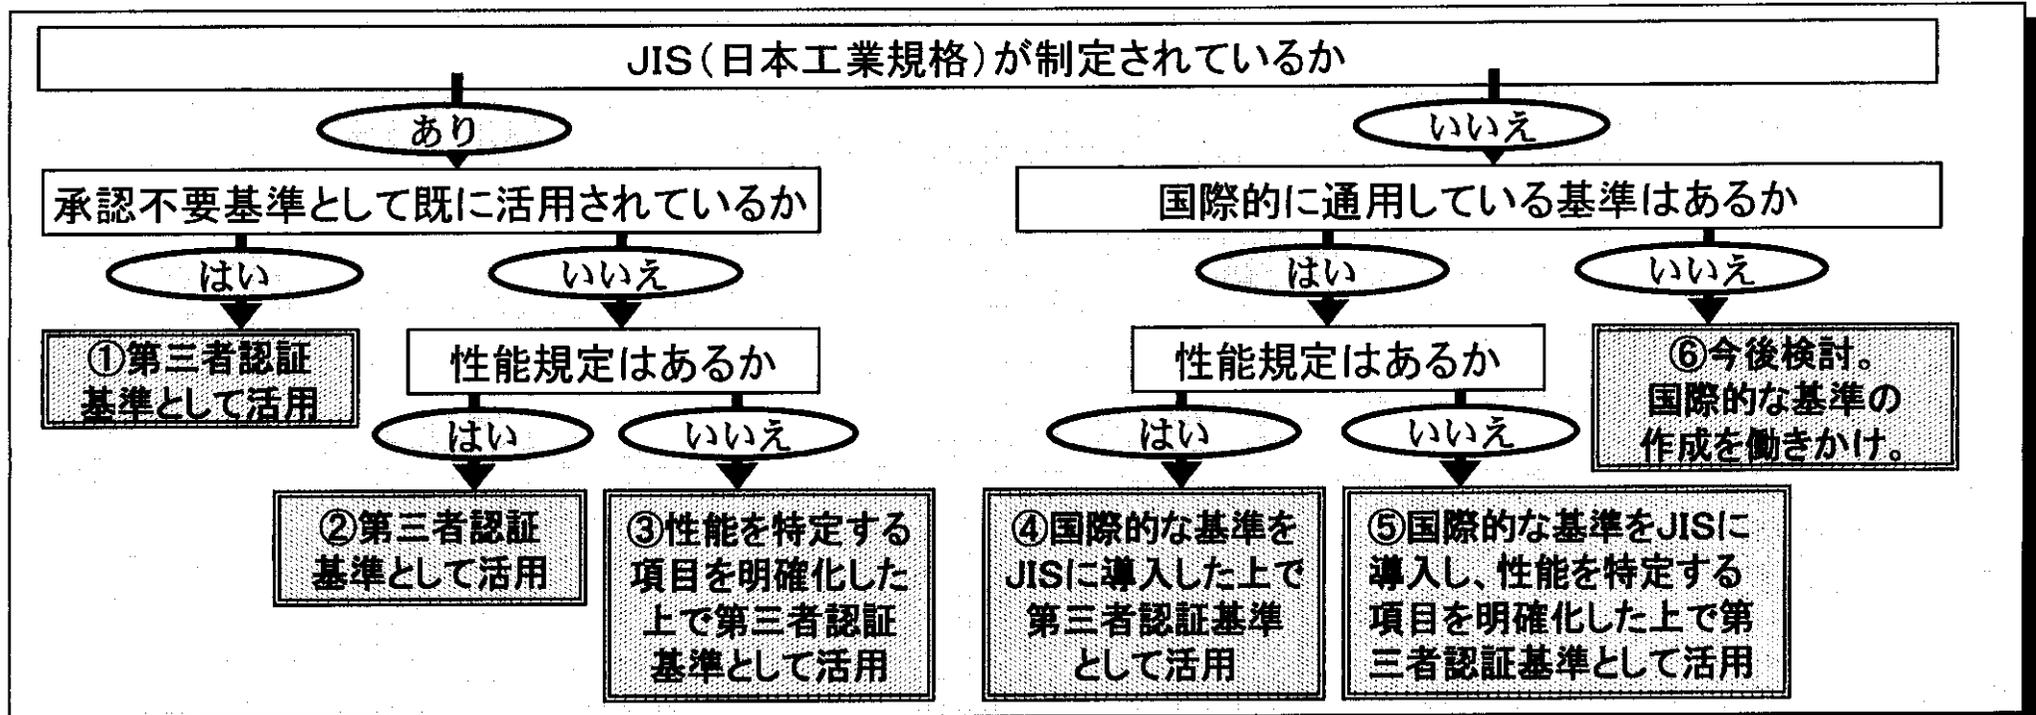 JIS(日本工業規格)が制定されているか
あり
いいえ
承認不要基準として既に活用されているか
国際的に通用している基準はあるか
はい
いいえ
はい
いいえ
①第三者認証
基準として活用
性能規定はあるか
性能規定はあるか
⑥今後検討。
国際的な基準の
作成を働きかけ。
はい
いいえ
はい
いいえ
②第三者認証
基準として活用
③性能を特定する
項目を明確化した
上で第三者認証
基準として活用
④国際的な基準を
JISに導入した上で
第三者認証基準
として活用
⑤国際的な基準をJISに
導入し、性能を特定する
項目を明確化した上で第
三者認証基準として活用